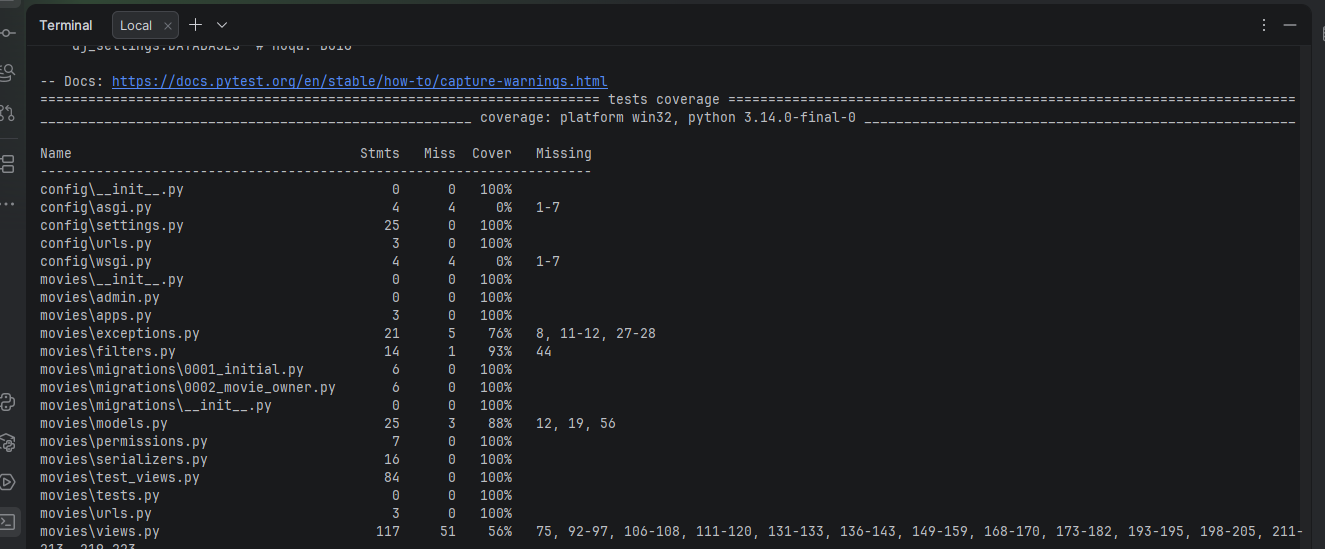 Terminal
Local
-- Docs: https://docs.pytest.org/en/stable/how-to/capture-warnings.html
====================================================================== tests coverage =======================================================================
______________________________________________________ coverage: platform win32, python 3.14.0-final-0 ______________________________________________________
Name                                    Stmts   Miss  Cover   Missing
---------------------------------------------------------------------
config\__init__.py                          0      0   100%
config\asgi.py                              4      4     0%   1-7
config\settings.py                         25      0   100%
config\urls.py                              3      0   100%
config\wsgi.py                              4      4     0%   1-7
movies\__init__.py                          0      0   100%
movies\admin.py                             0      0   100%
movies\apps.py                              3      0   100%
movies\exceptions.py                       21      5    76%   8, 11-12, 27-28
movies\filters.py                          14      1    93%   44
movies\migrations\0001_initial.py           6      0   100%
movies\migrations\0002_movie_owner.py       6      0   100%
movies\migrations\__init__.py               0      0   100%
movies\models.py                           25      3    88%   12, 19, 56
movies\permissions.py                       7      0   100%
movies\serializers.py                      16      0   100%
movies\test_views.py                       84      0   100%
movies\tests.py                             0      0   100%
movies\urls.py                              3      0   100%
movies\views.py                           117     51    56%   75, 92-97, 106-108, 111-120, 131-133, 136-143, 149-159, 168-170, 173-182, 193-195, 198-205, 211-